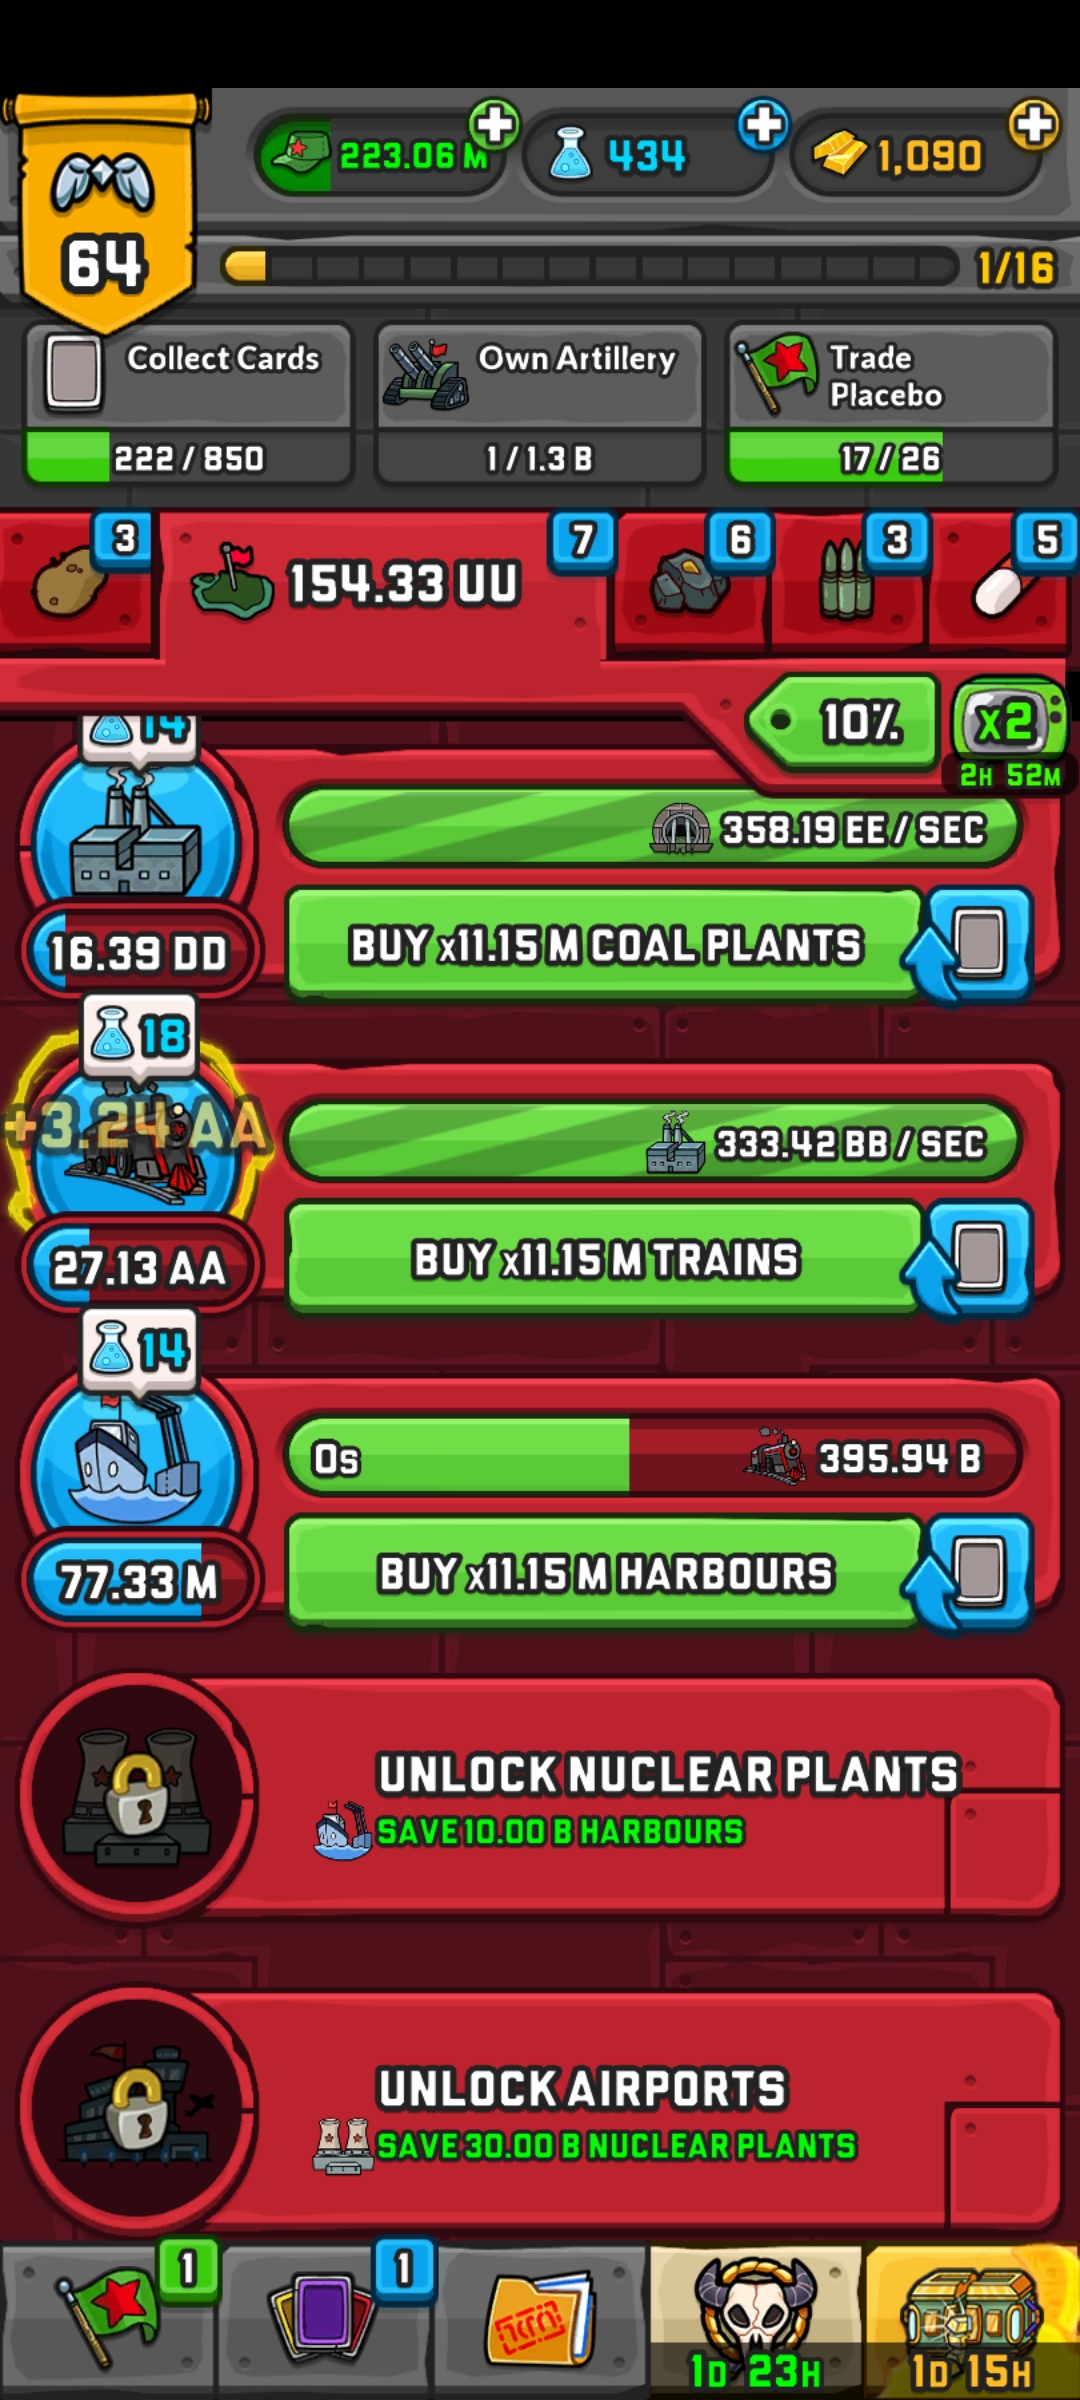 223.06 M
434
1,090
64
1/16
Collect Cards
222 / 850
Own Artillery
1 / 1.3 B
Trade
Placebo
17 / 26
3
154.33 UU
7
6
3
5
10%
x2
2H 52M
14
358.19 EE / SEC
16.39 DD
BUY x11.15 M COAL PLANTS
18
+3.24 AA
333.42 BB / SEC
27.13 AA
BUY x11.15 M TRAINS
14
0s
395.94 B
77.33 M
BUY x11.15 M HARBOURS
UNLOCK NUCLEAR PLANTS
SAVE 10.00 B HARBOURS
UNLOCK AIRPORTS
SAVE 30.00 B NUCLEAR PLANTS
1
1
1D 23H
1D 15H